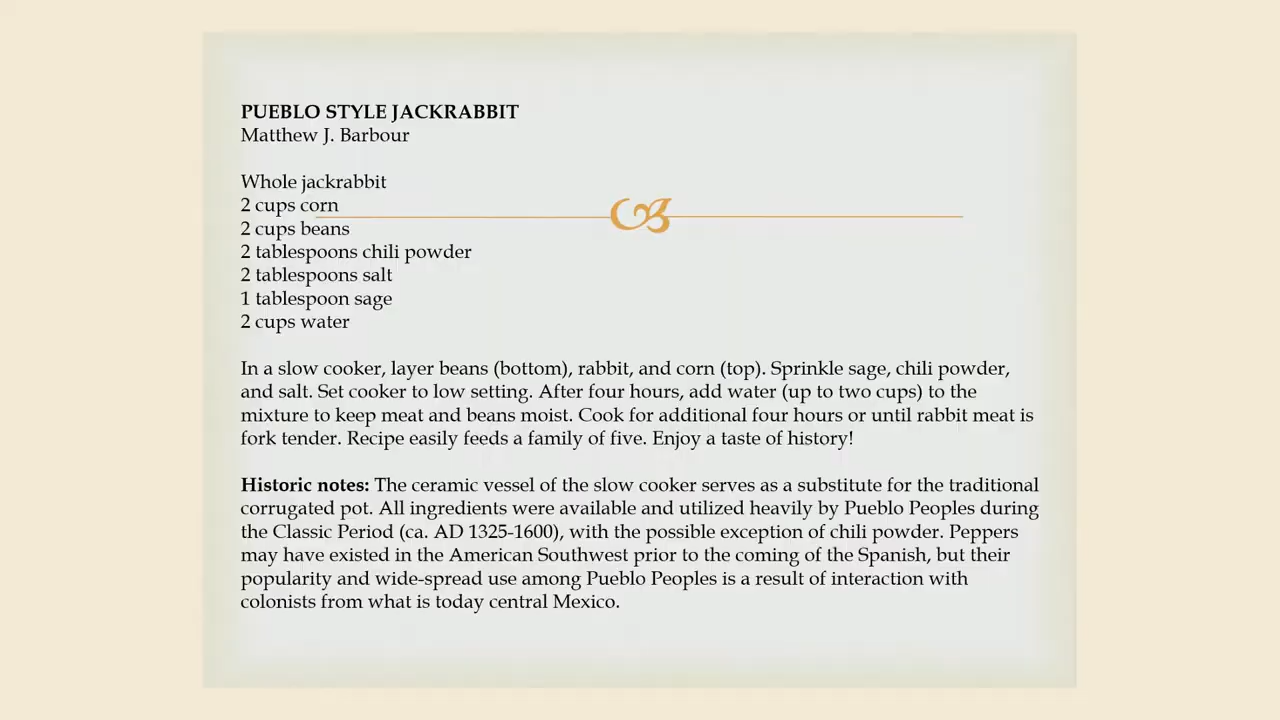 PUEBLO STYLE JACKRABBIT
Matthew J. Barbour
Whole jackrabbit
2 cups corn
2 cups beans
2 tablespoons chili powder
2 tablespoons salt
1 tablespoon sage
2 cups water
In a slow cooker, layer beans (bottom), rabbit, and corn (top). Sprinkle sage, chili powder,
and salt. Set cooker to low setting. After four hours, add water (up to two cups) to the
mixture to keep meat and beans moist. Cook for additional four hours or until rabbit meat is
fork tender. Recipe easily feeds a family of five. Enjoy a taste of history!
Historic notes: The ceramic vessel of the slow cooker serves as a substitute for the traditional
corrugated pot. All ingredients were available and utilized heavily by Pueblo Peoples during
the Classic Period (ca. AD 1325-1600), with the possible exception of chili powder. Peppers
may have existed in the American Southwest prior to the coming of the Spanish, but their
popularity and wide-spread use among Pueblo Peoples is a result of interaction with
colonists from what is today central Mexico.